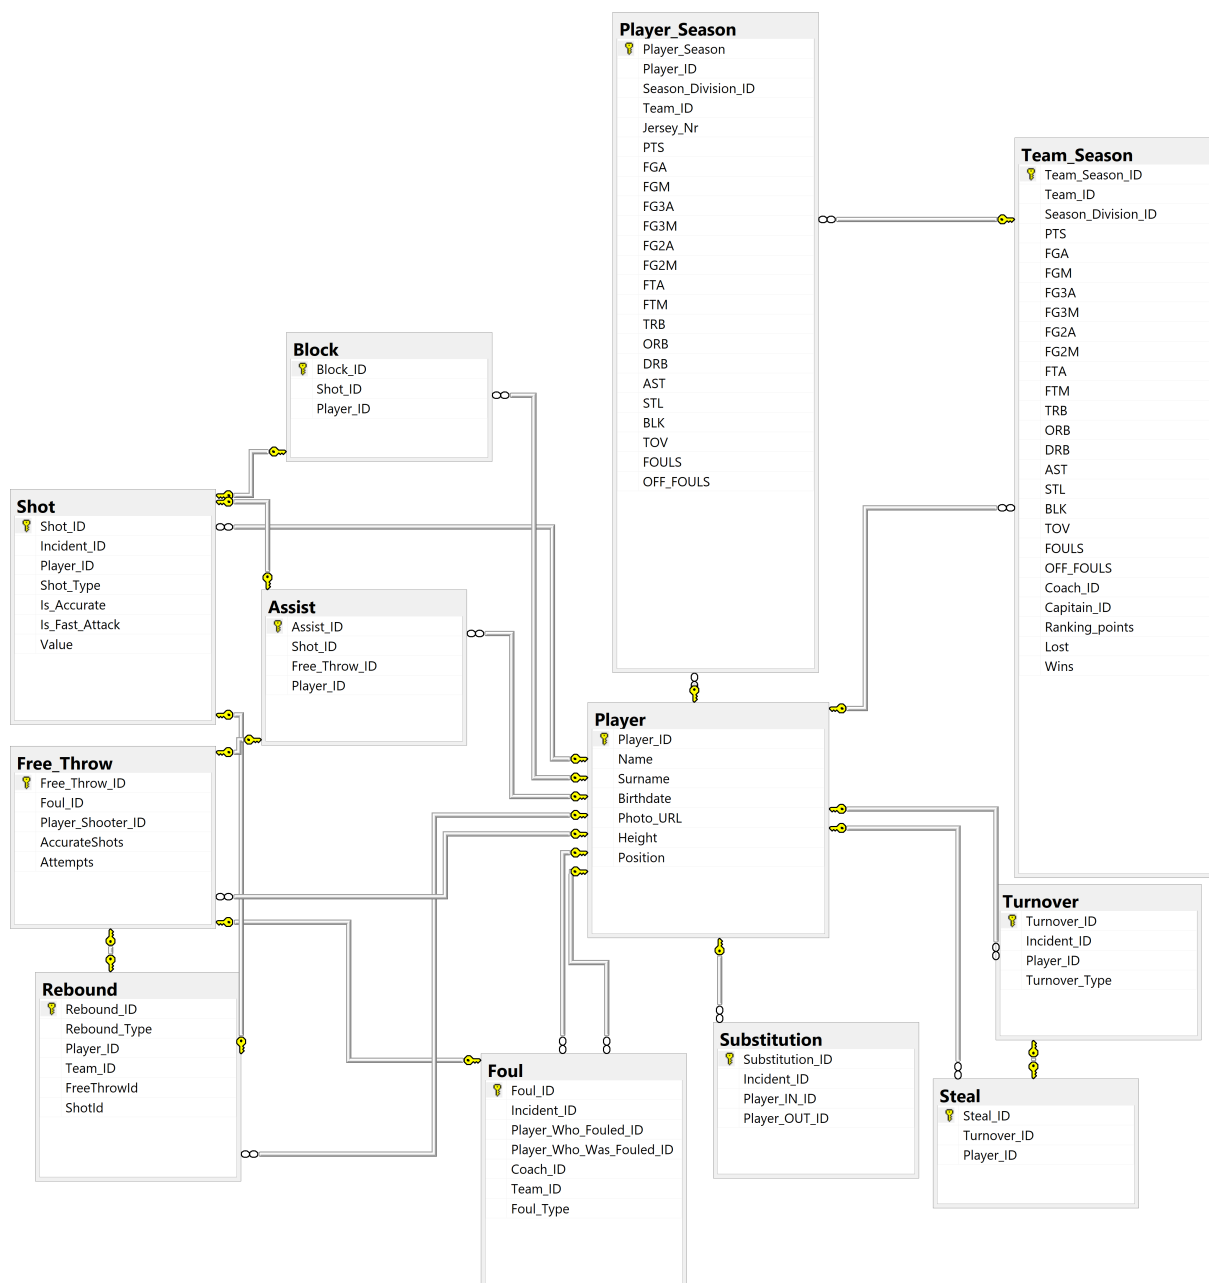 Player_Season
Player_Season
Player_ID
Season_Division_ID
Team_ID
Jersey_Nr
PTS
FGA
FGM
FG3A
FG3M
FG2A
FG2M
FTA
FTM
TRB
ORB
DRB
AST
STL
BLK
TOV
FOULS
OFF_FOULS
Team_Season
Team_Season_ID
Team_ID
Season_Division_ID
PTS
FGA
FGM
FG3A
FG3M
FG2A
FG2M
FTA
FTM
TRB
ORB
DRB
AST
STL
BLK
TOV
FOULS
OFF_FOULS
Coach_ID
Capitain_ID
Ranking_points
Lost
Wins
Block
Block_ID
Shot_ID
Player_ID
Shot
Shot_ID
Incident_ID
Player_ID
Shot_Type
Is_Accurate
Is_Fast_Attack
Value
Assist
Assist_ID
Shot_ID
Free_Throw_ID
Player_ID
Player
Player_ID
Name
Surname
Birthdate
Photo_URL
Height
Position
Free_Throw
Free_Throw_ID
Foul_ID
Player_Shooter_ID
AccurateShots
Attempts
Turnover
Turnover_ID
Incident_ID
Player_ID
Turnover_Type
Rebound
Rebound_ID
Rebound_Type
Player_ID
Team_ID
FreeThrowId
ShotId
Foul
Foul_ID
Incident_ID
Player_Who_Fouled_ID
Player_Who_Was_Fouled_ID
Coach_ID
Team_ID
Foul_Type
Substitution
Substitution_ID
Incident_ID
Player_IN_ID
Player_OUT_ID
Steal
Steal_ID
Turnover_ID
Player_ID